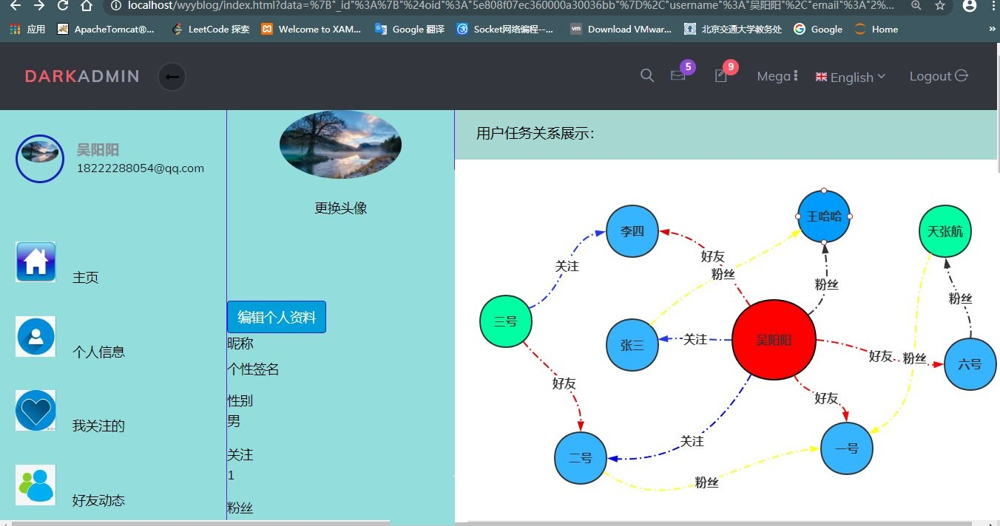 localhost/wyyblog/index.html?data=%7B"_id"%3A%7B"%24oid"%3A"5e808f07ec360000a30036bb"%7D%2C"username"%3A"吴阳阳"%2C"email"%3A"2%...
应用 ApacheTomcat®... LeetCode 探索 Welcome to XAM... Google 翻译 Socket网络编程--... vm Download VMwar... 北京交通大学教务处 Google Home »
DARKADMIN 5 9 Mega English Logout
吴阳阳
18222288054@qq.com
主页
个人信息
我关注的
好友动态
更换头像
编辑个人资料
昵称
个性签名
性别
男
关注
1
粉丝
用户任务关系展示：
王哈哈
李四
天张航
好友
关注
粉丝
粉丝
粉丝
三号
张三
关注
吴阳阳
好友
粉丝
六号
好友
好友
关注
一号
二号
粉丝